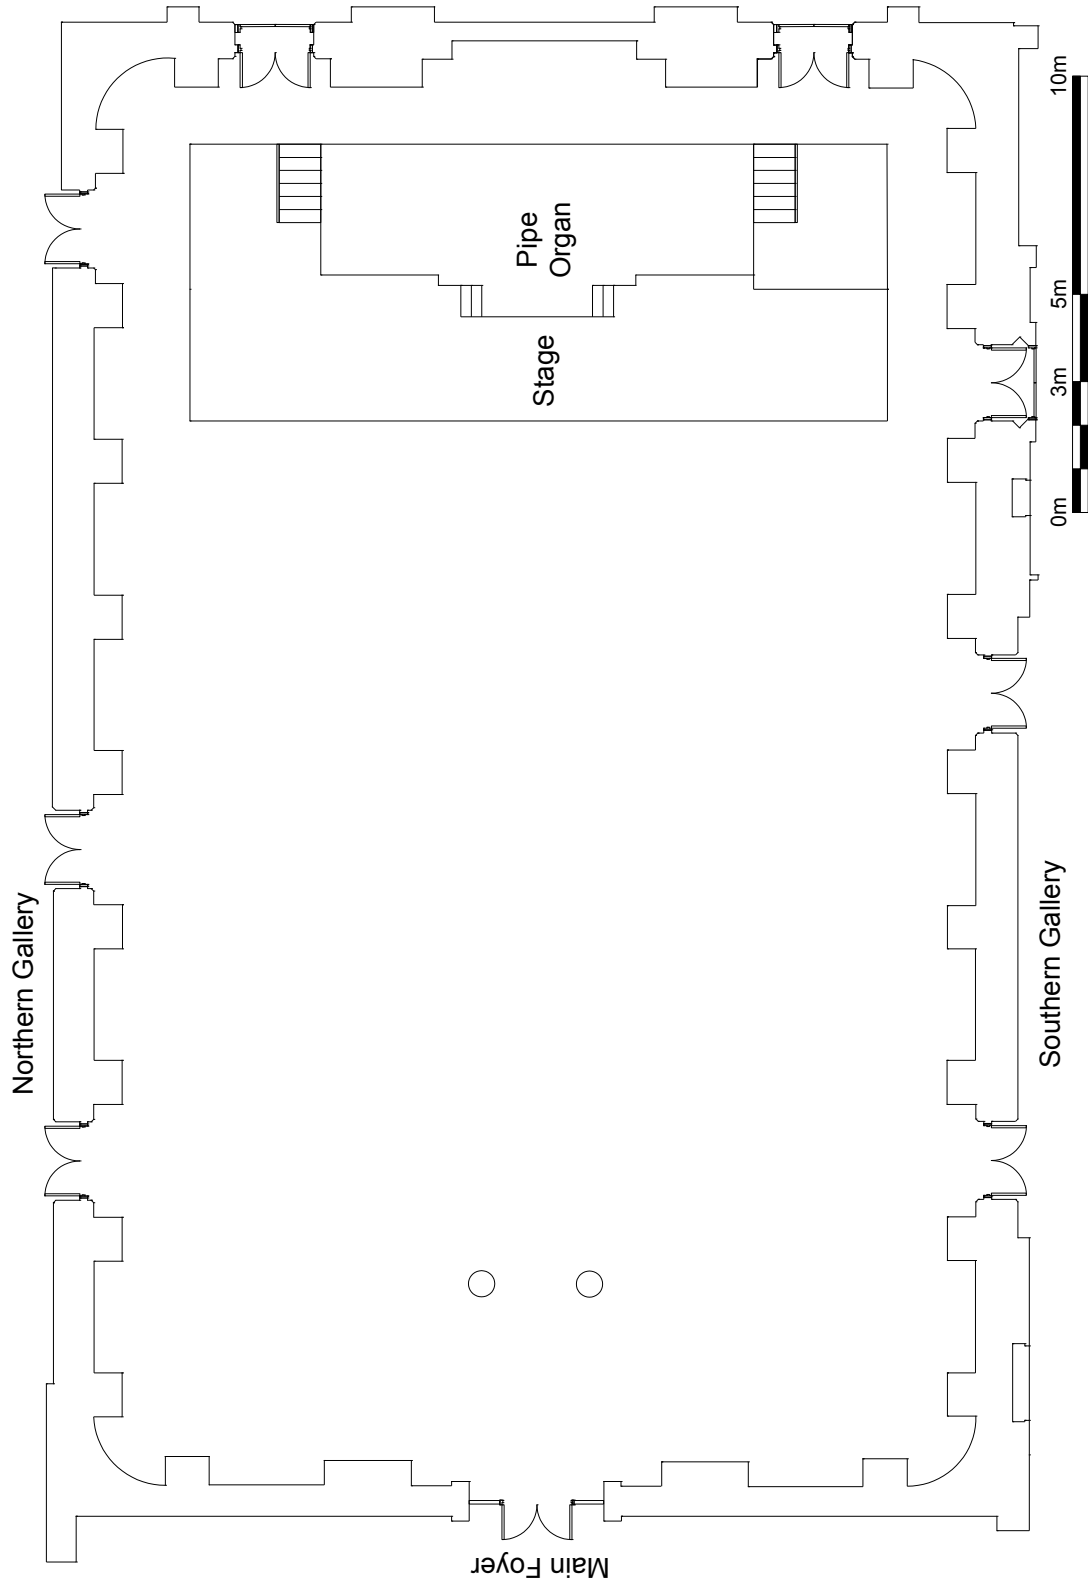 Northern Gallery
Pipe
Organ
Stage
Southern Gallery
Main Foyer
0m
3m
5m
10m